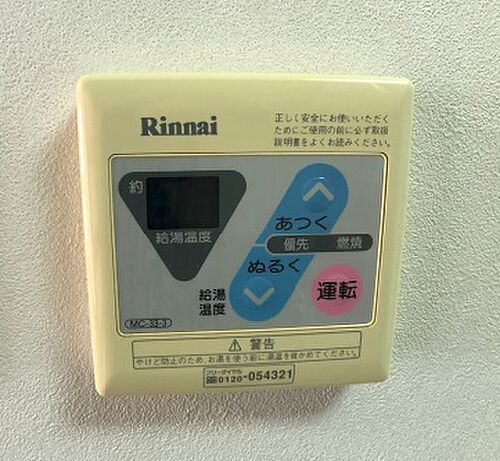 Rinnai
正しく安全にお使いいただく
ためにご使用の前に必ず取扱
説明書をよくお読みください。
約
給湯温度
あつく
優先 燃焼
ぬるく
給湯
温度
運転
MC-33-J
⚠ 警告
やけど防止のため、お湯を使う前に湯温を確かめてください。
フリーダイヤル
0120-054321